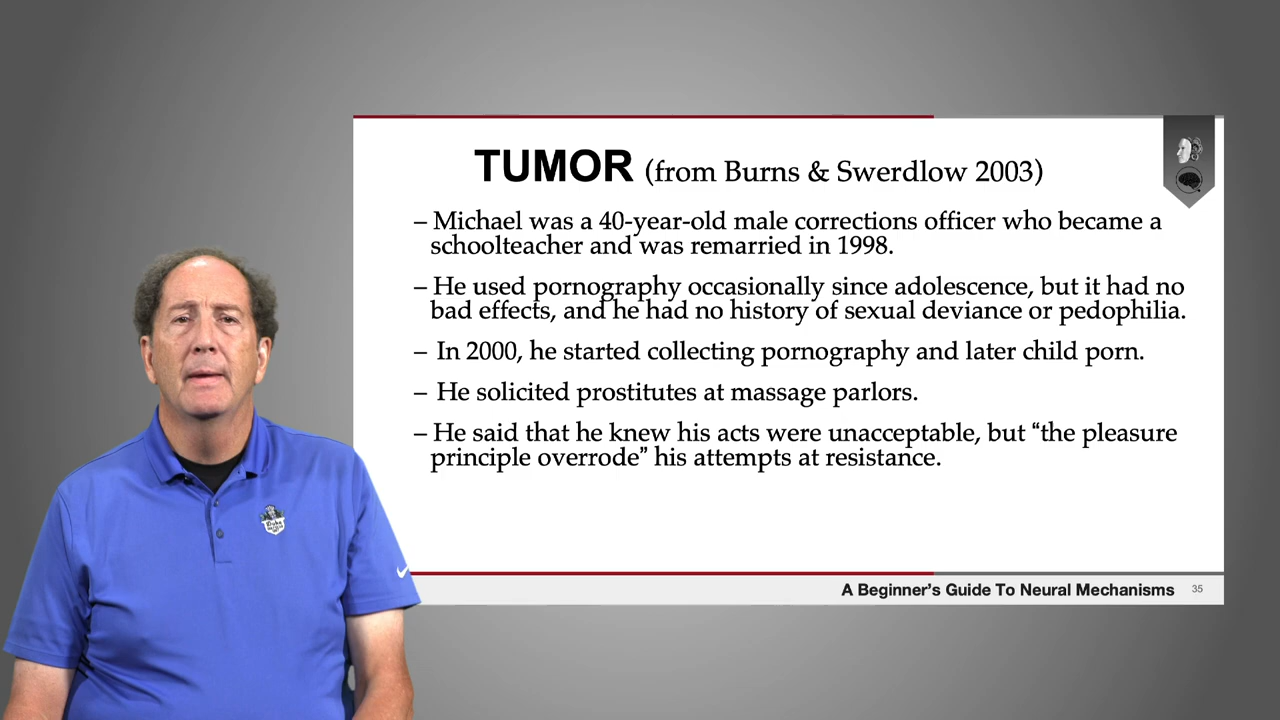 TUMOR (from Burns & Swerdlow 2003)
– Michael was a 40-year-old male corrections officer who became a
schoolteacher and was remarried in 1998.
– He used pornography occasionally since adolescence, but it had no
bad effects, and he had no history of sexual deviance or pedophilia.
– In 2000, he started collecting pornography and later child porn.
– He solicited prostitutes at massage parlors.
– He said that he knew his acts were unacceptable, but “the pleasure
principle overrode” his attempts at resistance.
A Beginner’s Guide To Neural Mechanisms 35